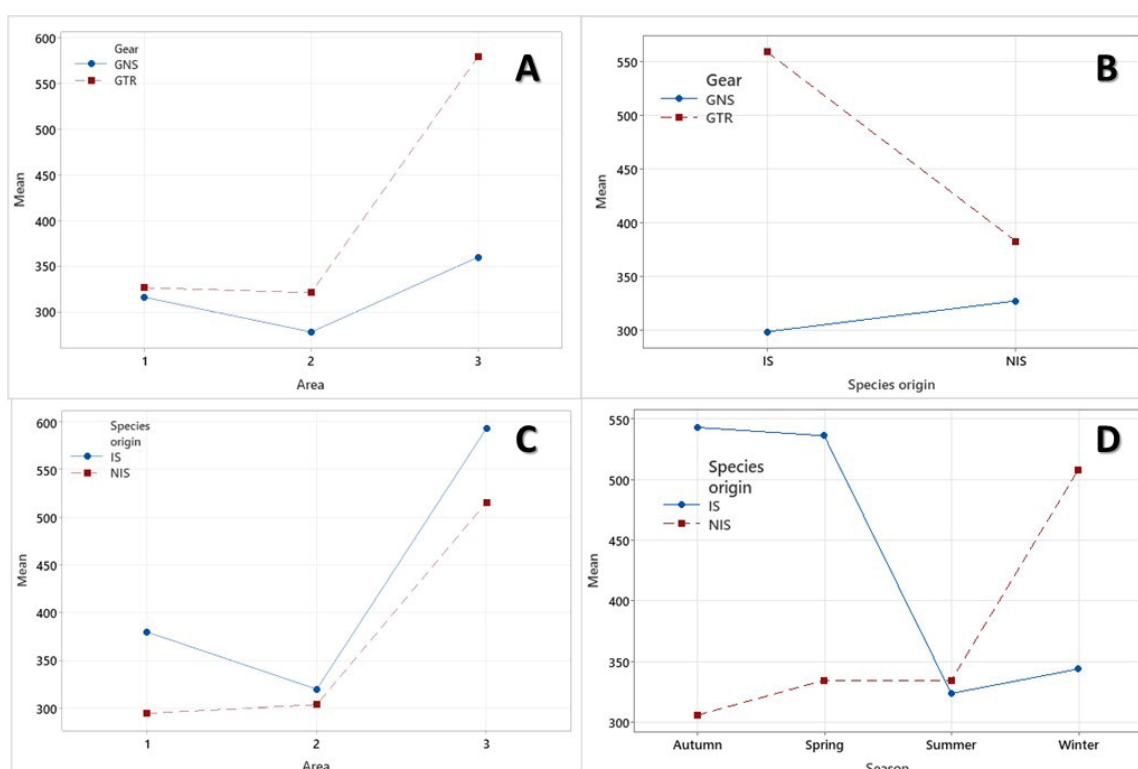 A
Gear
GNS
GTR
600
550
500
450
400
350
300
Mean
1 2 3
Area
B
Gear
GNS
GTR
550
500
450
400
350
300
Mean
IS NIS
Species origin
C
Species
origin
IS
NIS
600
550
500
450
400
350
300
Mean
1 2 3
Area
D
Species
origin
IS
NIS
550
500
450
400
350
300
Mean
Autumn Spring Summer Winter
Season